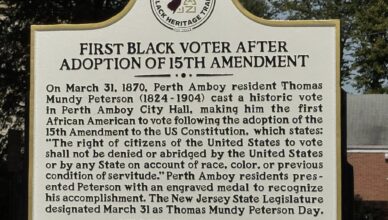 LACK HERITAGE TRA
FIRST BLACK VOTER AFTER
ADOPTION OF 15TH AMENDMENT
On March 31, 1870, Perth Amboy resident Thomas
Mundy Peterson (1824-1904) cast a historic vote
in Perth Amboy City Hall, making him the first
African American to vote following the adoption of the
15th Amendment to the US Constitution, which states:
"The right of citizens of the United States to vote
shall not be denied or abridged by the United States
or by any State on account of race, color, or previous
condition of servitude." Perth Amboy residents pres-
ented Peterson with an engraved medal to recognize
his accomplishment. The New Jersey State Legislature
designated March 31 as Thomas Mundy Peterson Day.